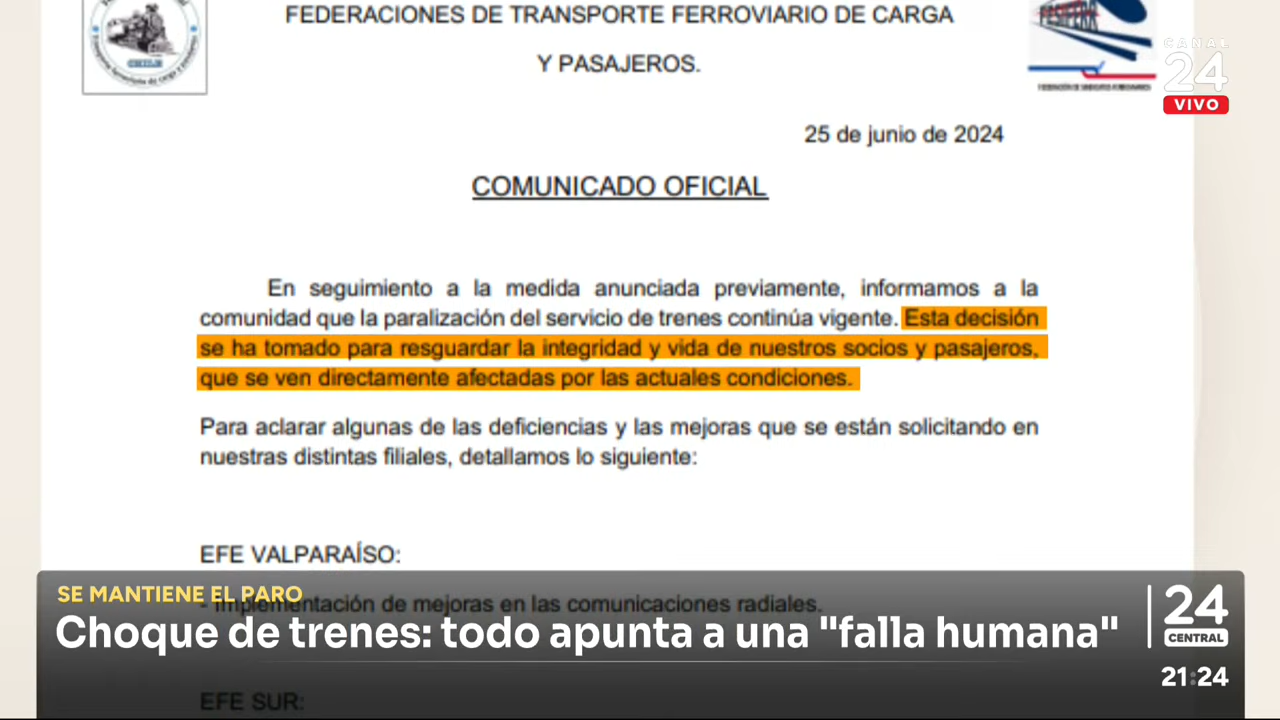 FEDERACIONES DE TRANSPORTE FERROVIARIO DE CARGA
Y PASAJEROS.
CHILE
FESIFERR
CANAL
24
VIVO
25 de junio de 2024
COMUNICADO OFICIAL
En seguimiento a la medida anunciada previamente, informamos a la
comunidad que la paralización del servicio de trenes continúa vigente. Esta decisión
se ha tomado para resguardar la integridad y vida de nuestros socios y pasajeros,
que se ven directamente afectadas por las actuales condiciones.
Para aclarar algunas de las deficiencias y las mejoras que se están solicitando en
nuestras distintas filiales, detallamos lo siguiente:
EFE VALPARAÍSO:
- Implementación de mejoras en las comunicaciones radiales.
EFE SUR:
SE MANTIENE EL PARO
Choque de trenes: todo apunta a una "falla humana"
24
CENTRAL
21:24